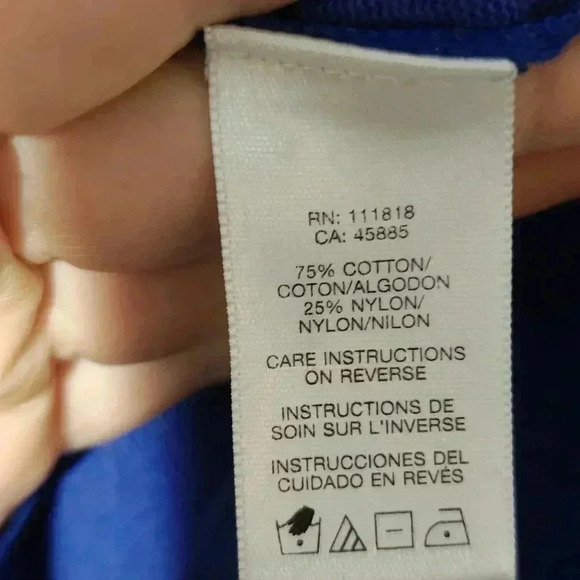 RN: 111818
CA: 45885
75% COTTON/
COTON/ALGODON
25% NYLON/
NYLON/NILON
CARE INSTRUCTIONS
ON REVERSE
INSTRUCTIONS DE
SOIN SUR L'INVERSE
INSTRUCCIONES DEL
CUIDADO EN REVÉS